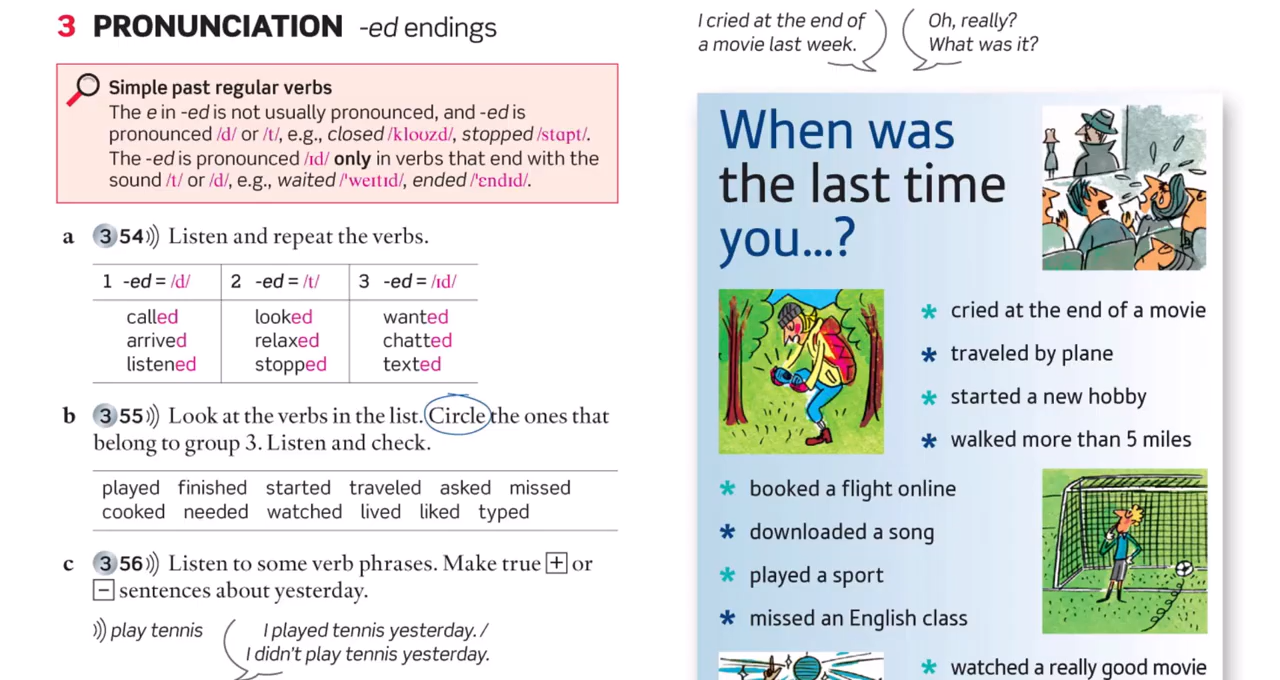 3 PRONUNCIATION -ed endings
Simple past regular verbs
The e in -ed is not usually pronounced, and -ed is
pronounced /d/ or /t/, e.g., closed /kloʊzd/, stopped /stɑpt/.
The -ed is pronounced /ɪd/ only in verbs that end with the
sound /t/ or /d/, e.g., waited /ˈweɪtɪd/, ended /ˈɛndɪd/.
a 3 54))) Listen and repeat the verbs.
1 -ed = /d/ 2 -ed = /t/ 3 -ed = /ɪd/
called looked wanted
arrived relaxed chatted
listened stopped texted
b 3 55))) Look at the verbs in the list. Circle the ones that
belong to group 3. Listen and check.
played finished started traveled asked missed
cooked needed watched lived liked typed
c 3 56))) Listen to some verb phrases. Make true + or
− sentences about yesterday.
))) play tennis
I played tennis yesterday. /
I didn't play tennis yesterday.
I cried at the end of
a movie last week.
Oh, really?
What was it?
When was
the last time
you...?
* cried at the end of a movie
* traveled by plane
* started a new hobby
* walked more than 5 miles
* booked a flight online
* downloaded a song
* played a sport
* missed an English class
* watched a really good movie